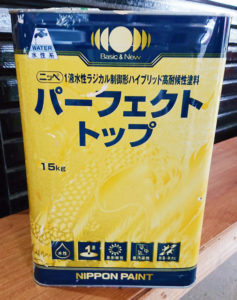 WATER
水性系
Basic & New
ニッペ 1液水性ラジカル制御形ハイブリッド高耐候性塗料
パーフェクト
トップ
15kg
水性
NIPPON PAINT